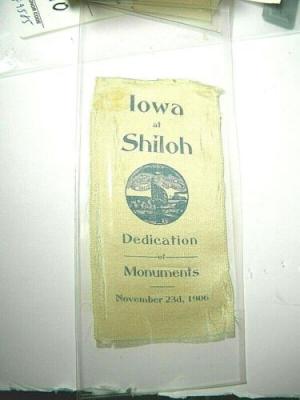 Iowa
at
Shiloh
Dedication
of
Monuments
November 23d, 1906